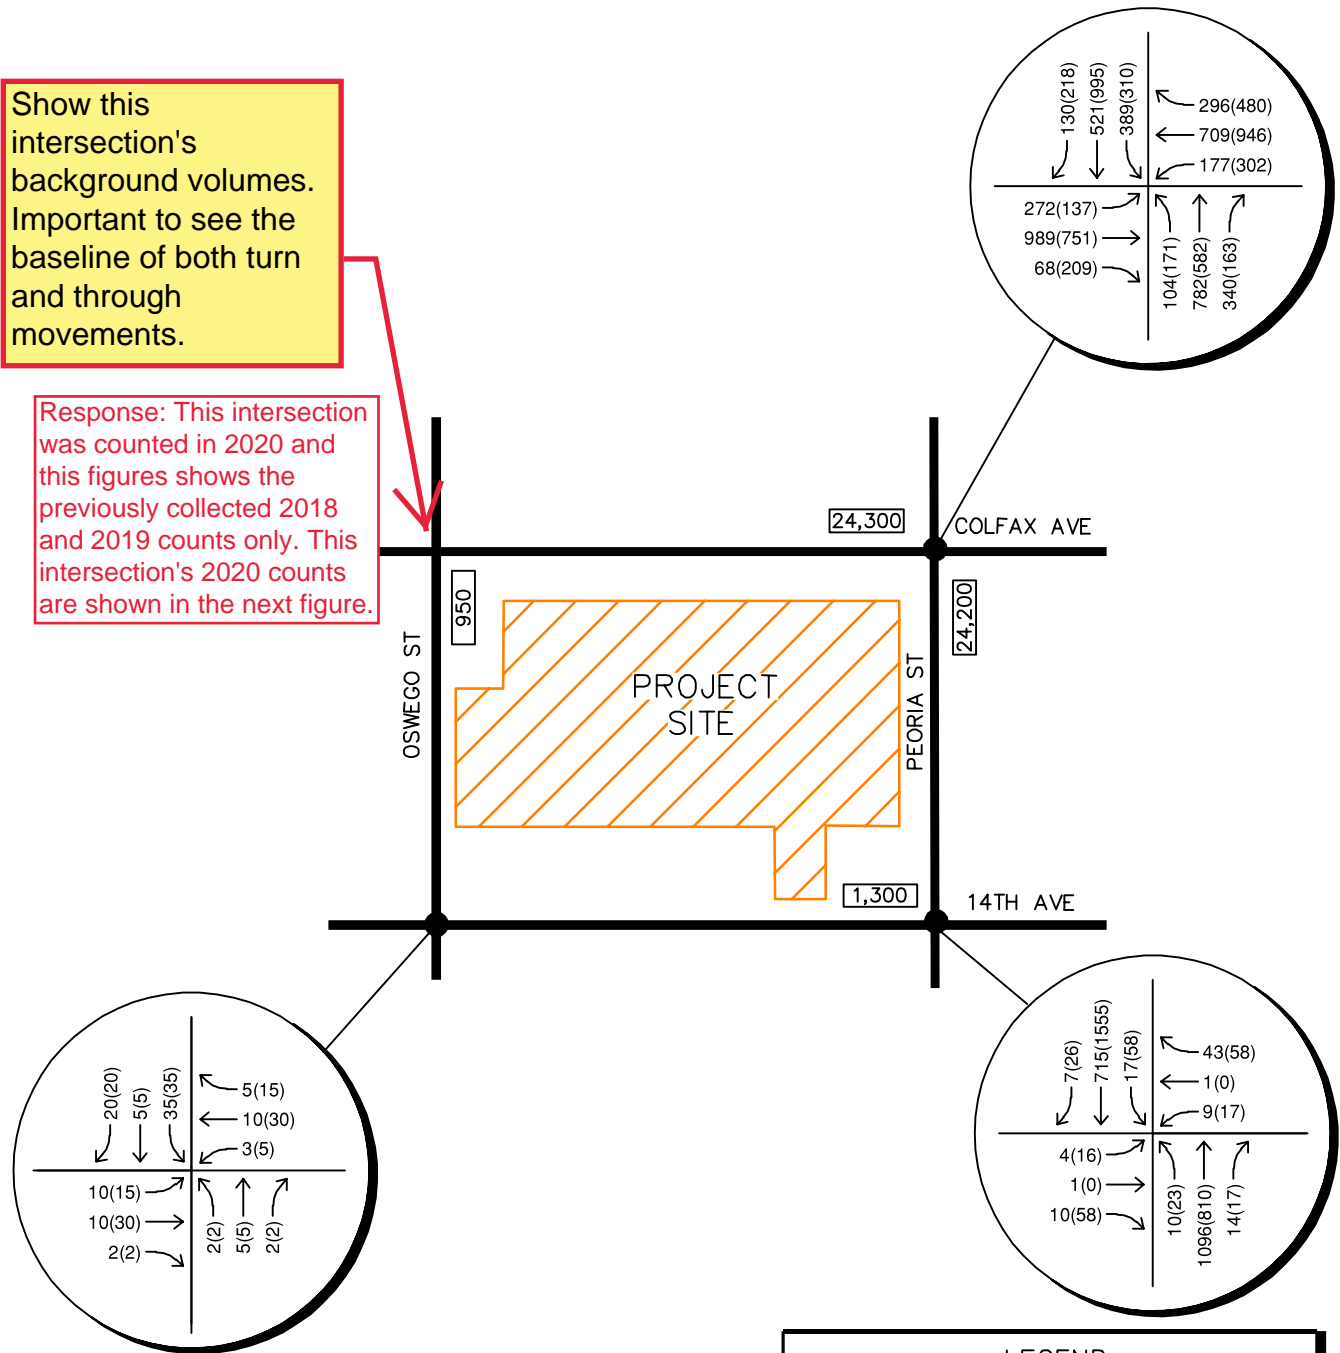 Show this
intersection's
background volumes.
Important to see the
baseline of both turn
and through
movements.
Response: This intersection
was counted in 2020 and
this figures shows the
previously collected 2018
and 2019 counts only. This
intersection's 2020 counts
are shown in the next figure.
130(218)
521(995)
389(310)
296(480)
709(946)
177(302)
272(137)
989(751)
68(209)
104(171)
782(582)
340(163)
24,300
COLFAX AVE
950
24,200
OSWEGO ST
PROJECT
SITE
PEORIA ST
1,300
14TH AVE
20(20)
5(5)
35(35)
5(15)
10(30)
3(5)
10(15)
10(30)
2(2)
2(2)
5(5)
2(2)
7(26)
715(1555)
17(58)
43(58)
1(0)
9(17)
4(16)
1(0)
10(58)
10(23)
1096(810)
14(17)
LEGEND